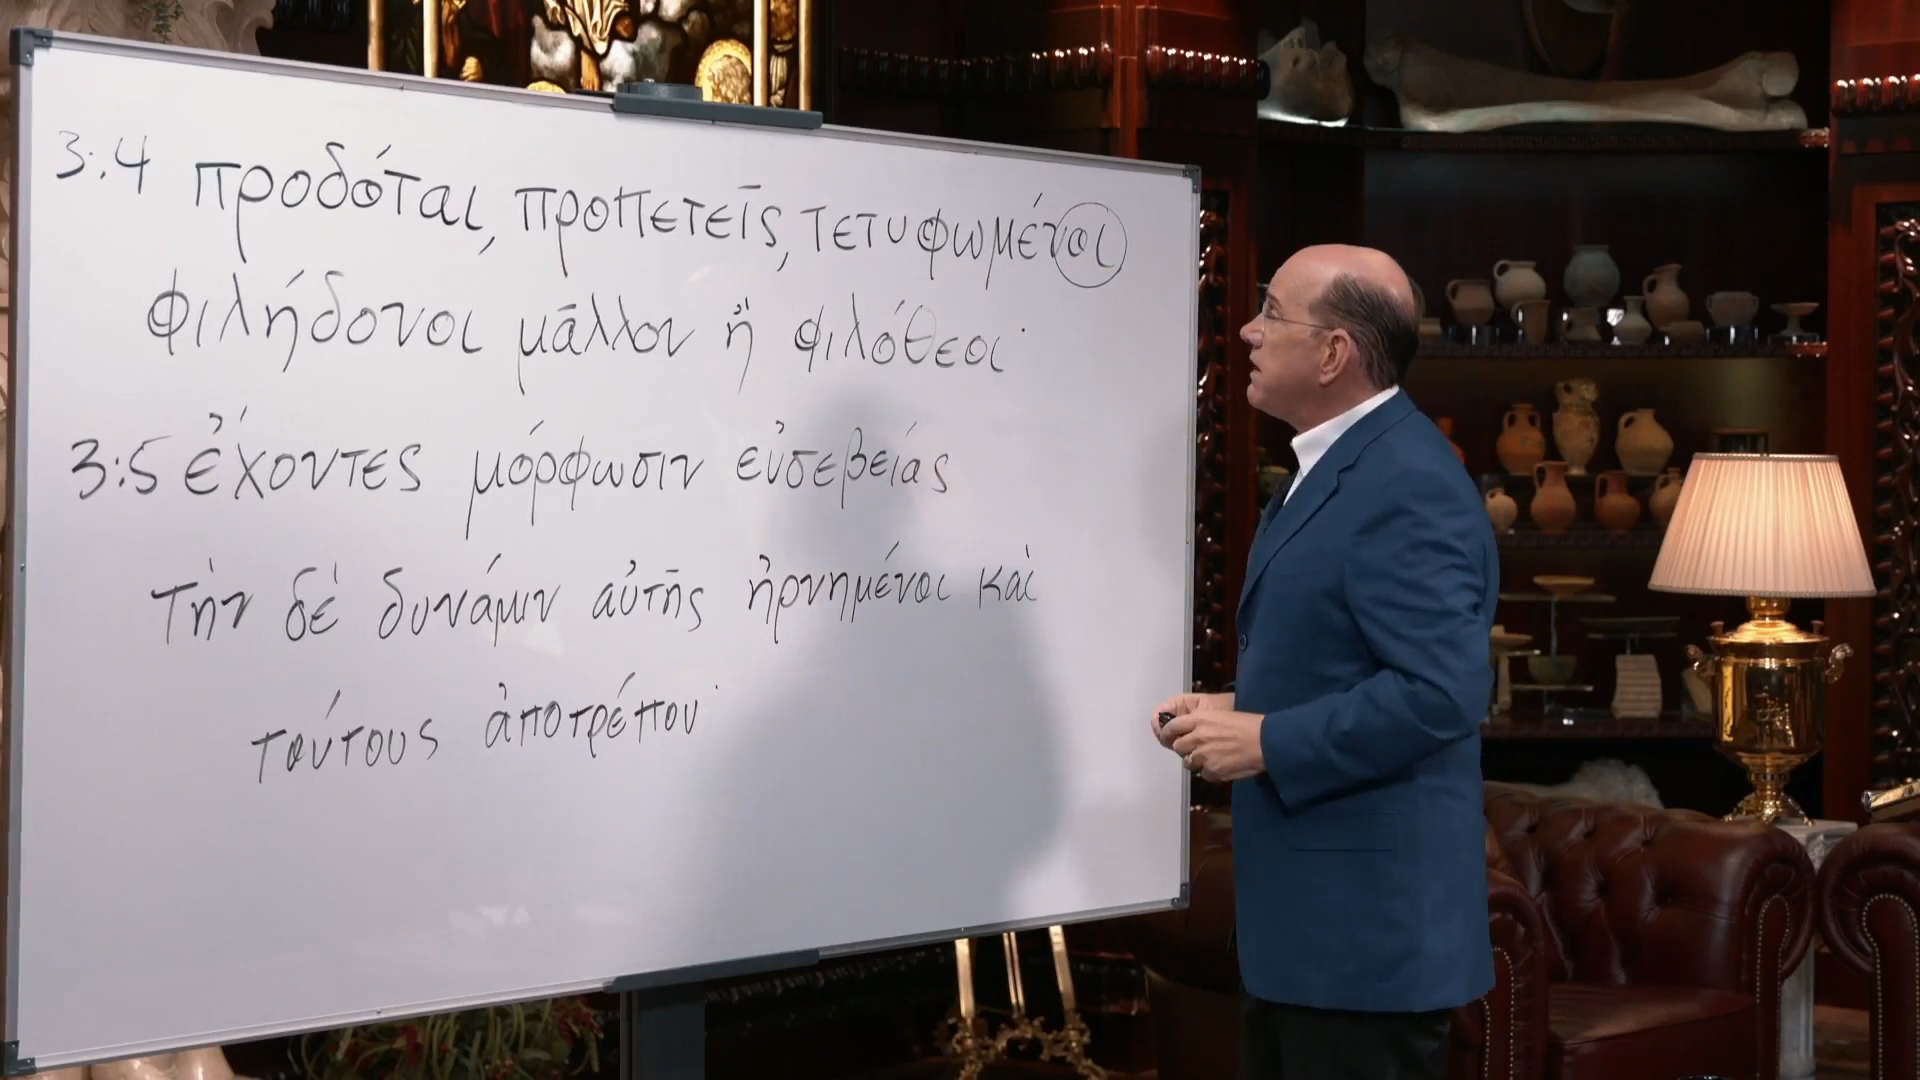 3:4 προδόται, προπετεῖς, τετυφωμένοι
φιλήδονοι μᾶλλον ἢ φιλόθεοι·
3:5 ἔχοντες μόρφωσιν εὐσεβείας
τὴν δὲ δυνάμιν αὐτῆς ἠρνημένοι καὶ
τούτους ἀποτρέπου·